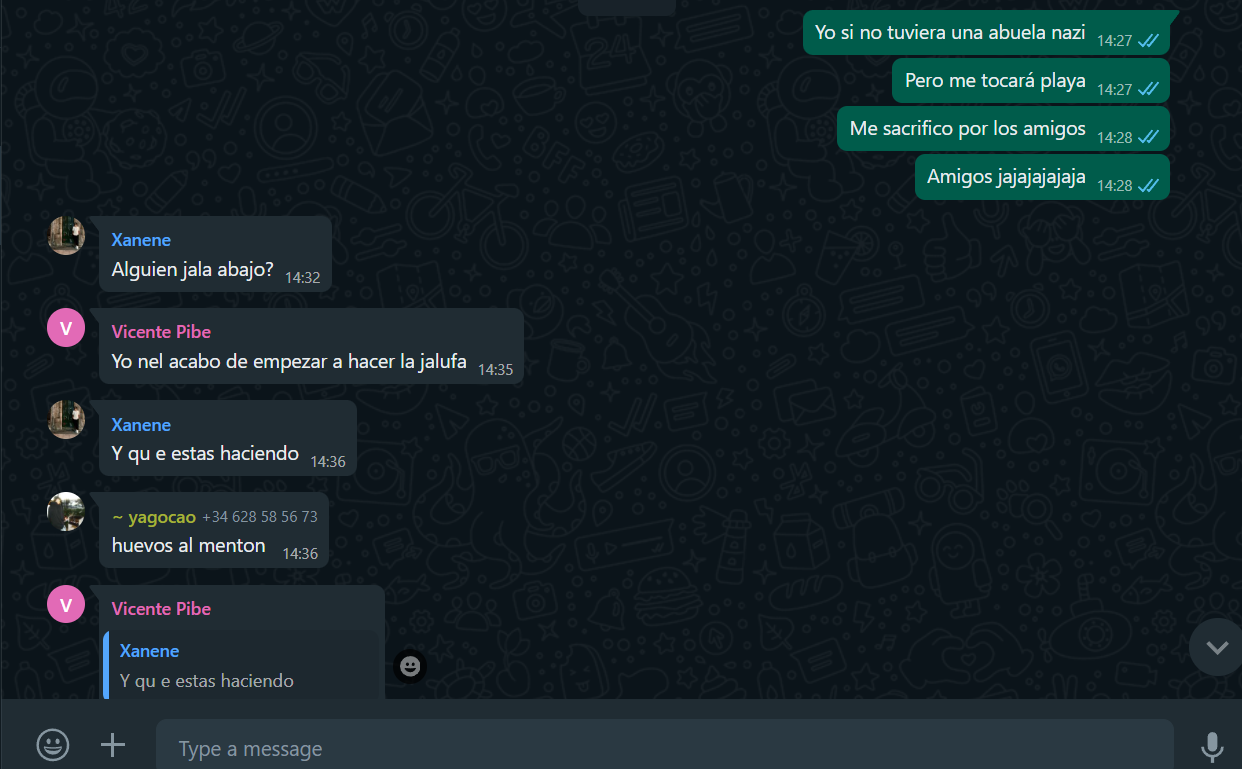 Yo si no tuviera una abuela nazi 14:27
Pero me tocará playa 14:27
Me sacrifico por los amigos 14:28
Amigos jajajajajaja 14:28
Xanene
Alguien jala abajo? 14:32
V
Vicente Pibe
Yo nel acabo de empezar a hacer la jalufa 14:35
Xanene
Y qu e estas haciendo 14:36
~ yagocao +34 628 58 56 73
huevos al menton 14:36
V
Vicente Pibe
Xanene
Y qu e estas haciendo
Type a message